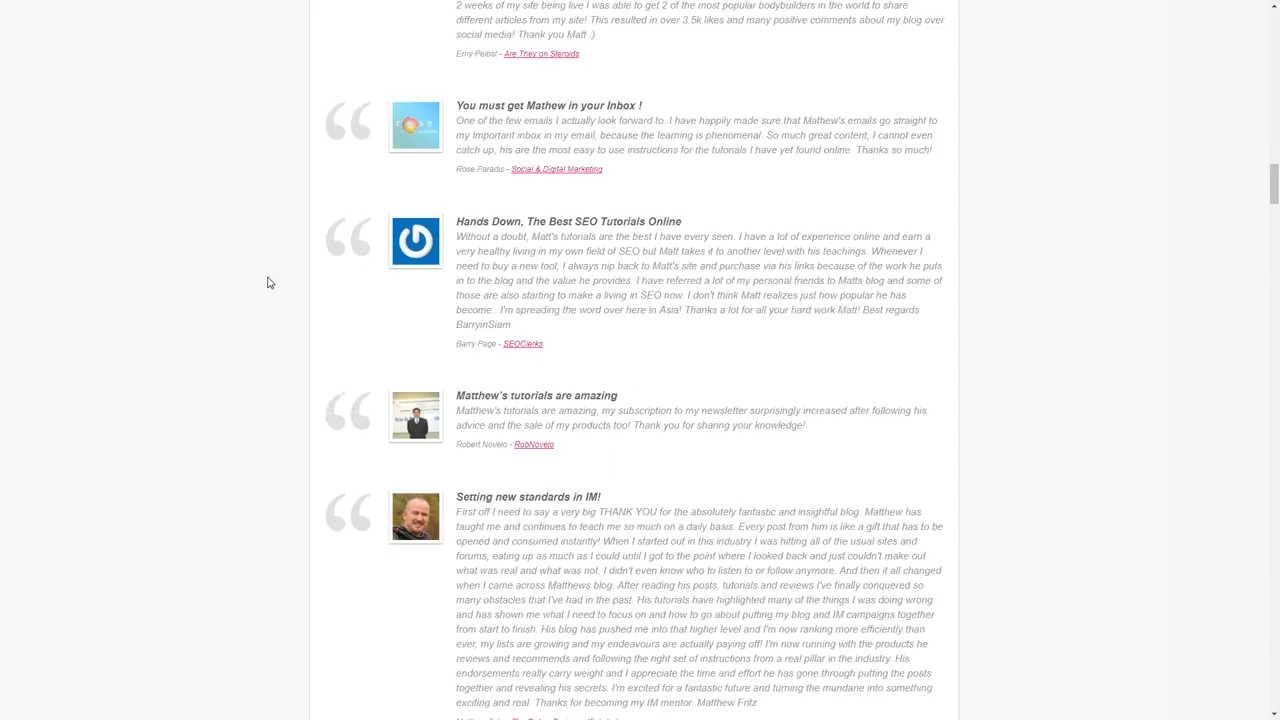 2 weeks of my site being live I was able to get 2 of the most popular bodybuilders in the world to share
different articles from my site! This resulted in over 3.5k likes and many positive comments about my blog over
social media! Thank you Matt :)
Erny Peibst - Are They on Steroids
You must get Mathew in your Inbox !
One of the few emails I actually look forward to. I have happily made sure that Mathew's emails go straight to
my Important inbox in my email, because the learning is phenomenal. So much great content, I cannot even
catch up, his are the most easy to use instructions for the tutorials I have yet found online. Thanks so much!
rose
Rose Paradis - Social & Digital Marketing
Hands Down, The Best SEO Tutorials Online
Without a doubt, Matt's tutorials are the best I have every seen. I have a lot of experience online and earn a
very healthy living in my own field of SEO but Matt takes it to another level with his teachings. Whenever I
need to buy a new tool, I always nip back to Matt's site and purchase via his links because of the work he puts
in to the blog and the value he provides. I have referred a lot of my personal friends to Matts blog and some of
those are also starting to make a living in SEO now. I don't think Matt realizes just how popular he has
become...I'm spreading the word over here in Asia! Thanks a lot for all your hard work Matt! Best regards
BarryinSiam
Barry Page - SEOClerks
Matthew's tutorials are amazing
Matthew's tutorials are amazing, my subscription to my newsletter surprisingly increased after following his
advice and the sale of my products too! Thank you for sharing your knowledge!
Robert Novelo - RobNovelo
Setting new standards in IM!
First off I need to say a very big THANK YOU for the absolutely fantastic and insightful blog. Matthew has
taught me and continues to teach me so much on a daily basis. Every post from him is like a gift that has to be
opened and consumed instantly! When I started out in this industry I was hitting all of the usual sites and
forums, eating up as much as I could until I got to the point where I looked back and just couldn't make out
what was real and what was not. I didn't even know who to listen to or follow anymore. And then it all changed
when I came across Matthews blog. After reading his posts, tutorials and reviews I've finally conquered so
many obstacles that I've had in the past. His tutorials have highlighted many of the things I was doing wrong
and has shown me what I need to focus on and how to go about putting my blog and IM campaigns together
from start to finish. His blog has pushed me into that higher level and I'm now ranking more efficiently than
ever, my lists are growing and my endeavours are actually paying off! I'm now running with the products he
reviews and recommends and following the right set of instructions from a real pillar in the industry. His
endorsements really carry weight and I appreciate the time and effort he has gone through putting the posts
together and revealing his secrets. I'm excited for a fantastic future and turning the mundane into something
exciting and real. Thanks for becoming my IM mentor. Matthew Fritz